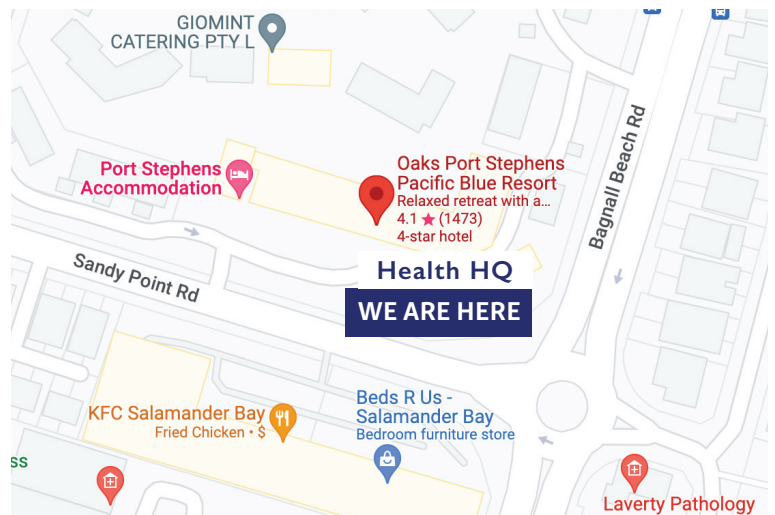 GIOMINT
CATERING PTY L
Bagnall Beach Rd
Port Stephens
Accommodation
Oaks Port Stephens
Pacific Blue Resort
Relaxed retreat with a...
4.1 ★ (1473)
4-star hotel
Sandy Point Rd
Health HQ
WE ARE HERE
KFC Salamander Bay
Fried Chicken • $
Beds R Us -
Salamander Bay
Bedroom furniture store
ss
Laverty Pathology